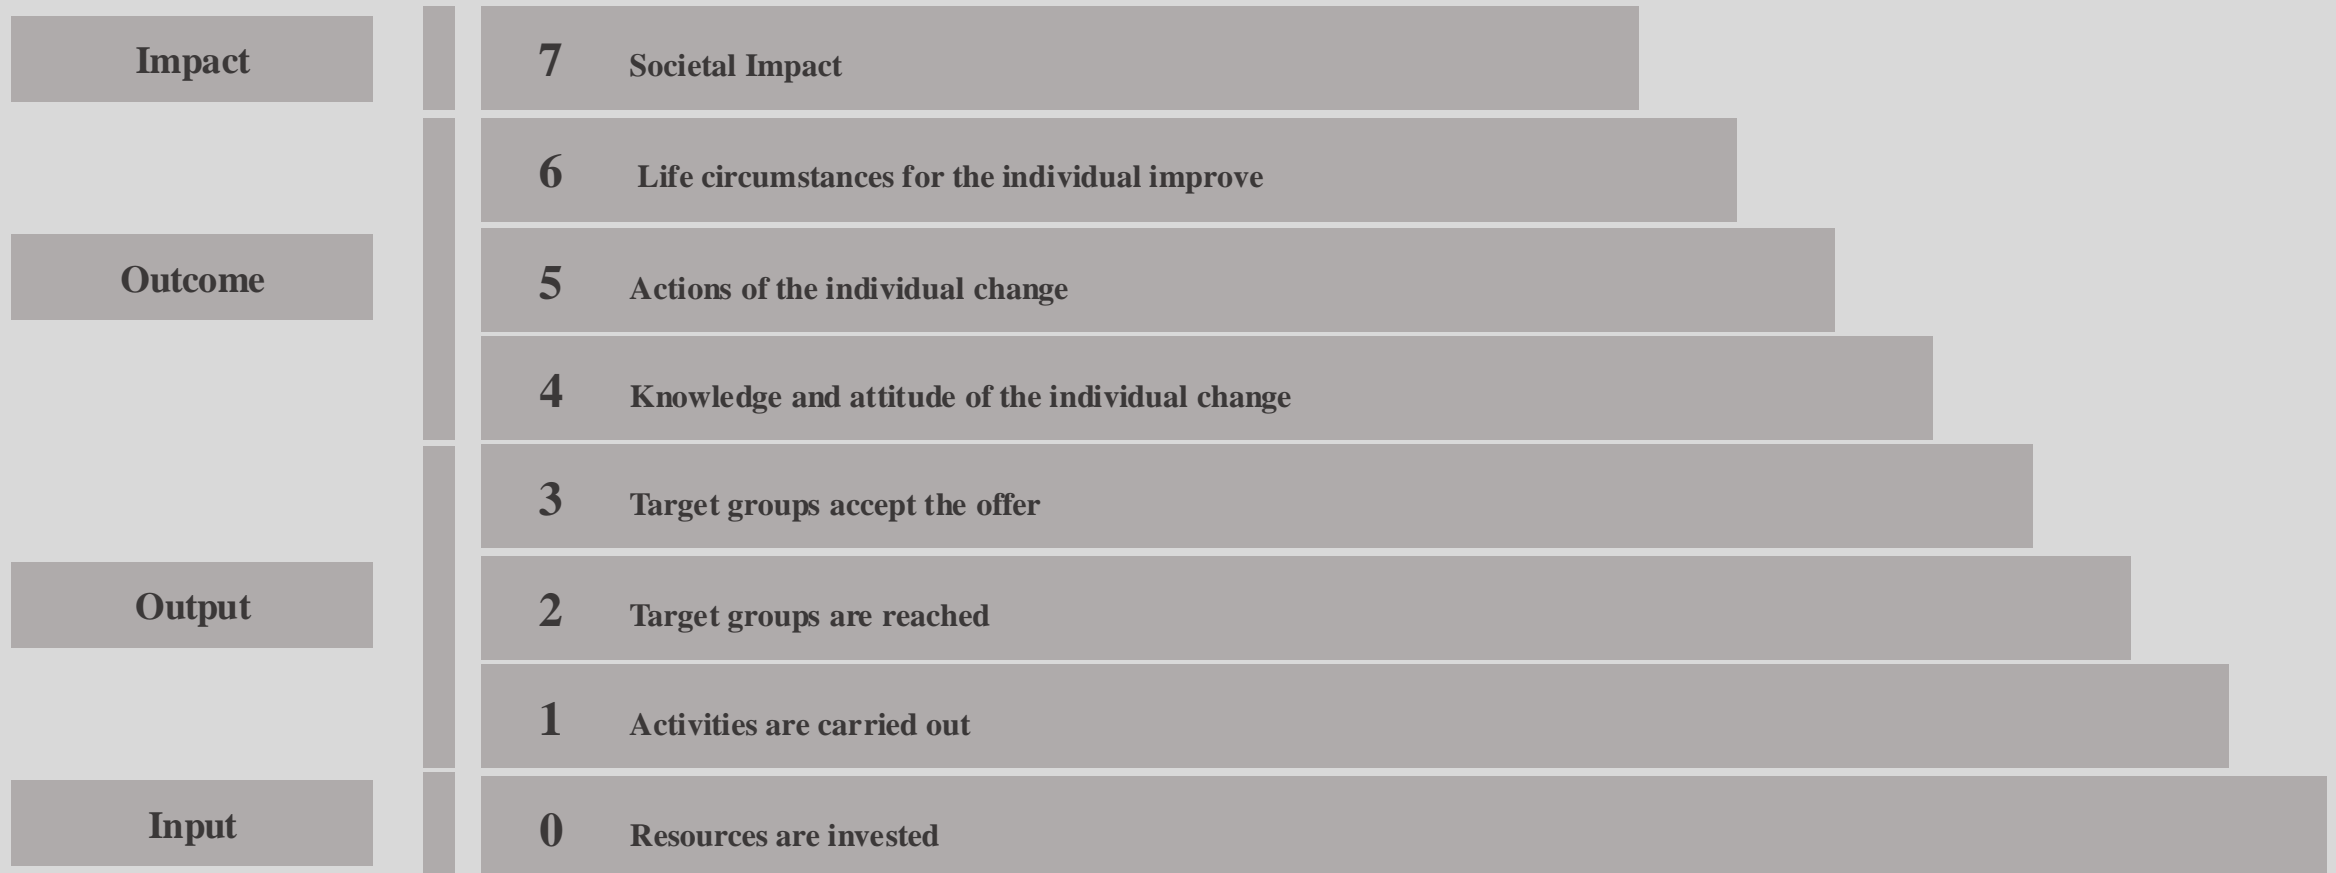 Impact
7 Societal Impact
6 Life circumstances for the individual improve
Outcome
5 Actions of the individual change
4 Knowledge and attitude of the individual change
3 Target groups accept the offer
Output
2 Target groups are reached
1 Activities are carried out
Input
0 Resources are invested